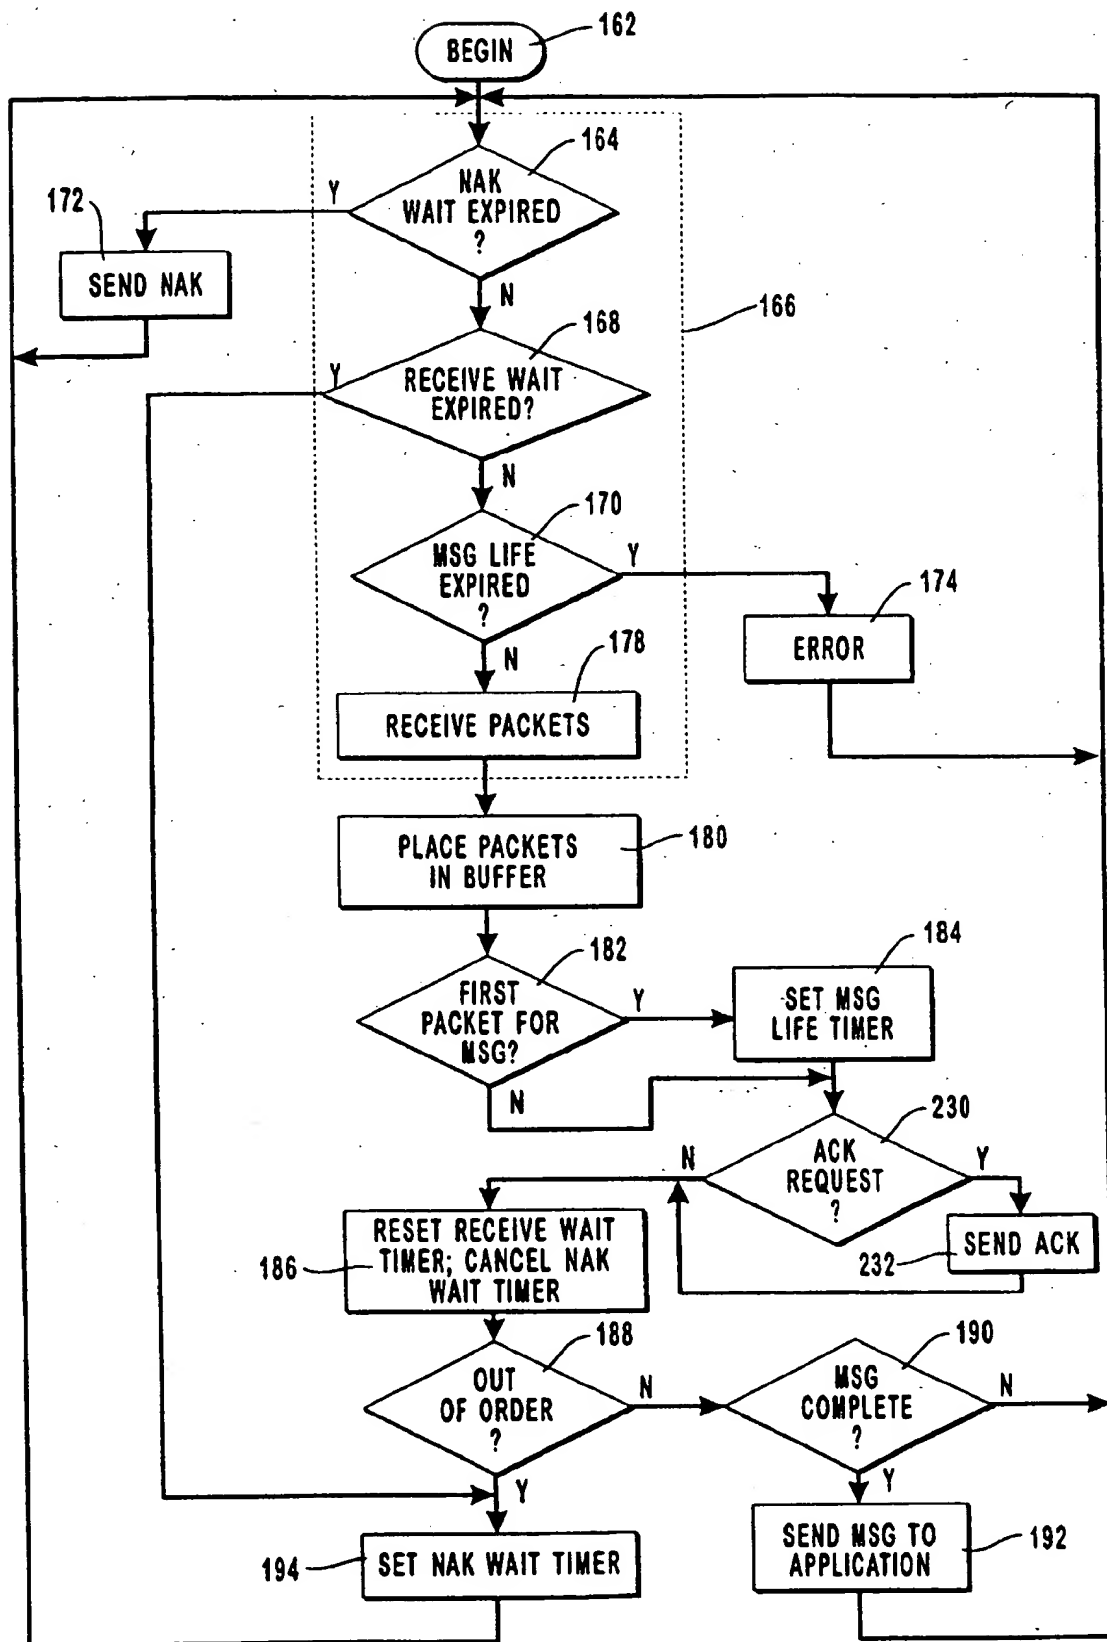 BEGIN
162
164
NAK
WAIT EXPIRED
?
Y
N
172
SEND NAK
166
168
RECEIVE WAIT
EXPIRED?
Y
N
170
MSG LIFE
EXPIRED
?
Y
N
174
ERROR
178
RECEIVE PACKETS
PLACE PACKETS
IN BUFFER
180
182
FIRST
PACKET FOR
MSG?
Y
N
184
SET MSG
LIFE TIMER
230
ACK
REQUEST
?
N
Y
SEND ACK
232
RESET RECEIVE WAIT
TIMER; CANCEL NAK
WAIT TIMER
186
188
OUT
OF ORDER
?
N
Y
190
MSG
COMPLETE
?
N
Y
194
SET NAK WAIT TIMER
SEND MSG TO
APPLICATION
192